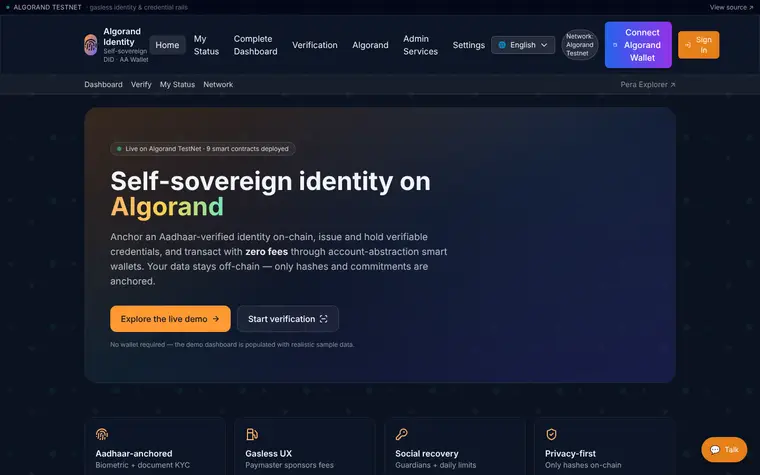 ALGORAND TESTNET · gasless identity & credential rails
View source ↗
Algorand Identity
Self-sovereign DID · AA Wallet
Home
My Status
Complete Dashboard
Verification
Algorand
Admin Services
Settings
English
Network: Algorand Testnet
Connect Algorand Wallet
Sign In
Dashboard
Verify
My Status
Network
Pera Explorer ↗
Live on Algorand TestNet · 9 smart contracts deployed
Self-sovereign identity on
Algorand
Anchor an Aadhaar-verified identity on-chain, issue and hold verifiable
credentials, and transact with zero fees through account-abstraction smart
wallets. Your data stays off-chain — only hashes and commitments are
anchored.
Explore the live demo →
Start verification
No wallet required — the demo dashboard is populated with realistic sample data.
Aadhaar-anchored
Biometric + document KYC
Gasless UX
Paymaster sponsors fees
Social recovery
Guardians + daily limits
Privacy-first
Only hashes on-chain
Talk